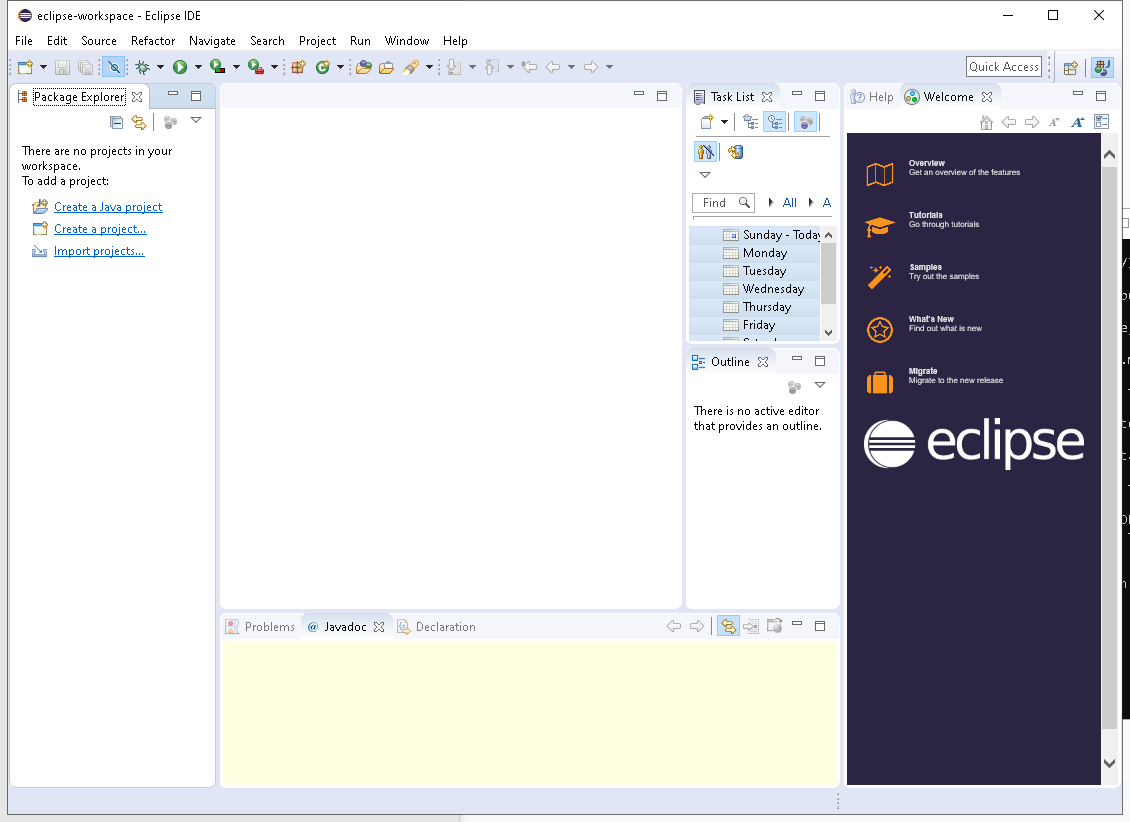 eclipse-workspace - Eclipse IDE
File Edit Source Refactor Navigate Search Project Run Window Help
Quick Access
Package Explorer
There are no projects in your
workspace.
To add a project:
Create a Java project
Create a project...
Import projects...
Task List
Find All A
Sunday - Today
Monday
Tuesday
Wednesday
Thursday
Friday
Outline
There is no active editor
that provides an outline.
Help Welcome
Overview
Get an overview of the features
Tutorials
Go through tutorials
Samples
Try out the samples
What's New
Find out what is new
Migrate
Migrate to the new release
eclipse
Problems @ Javadoc Declaration